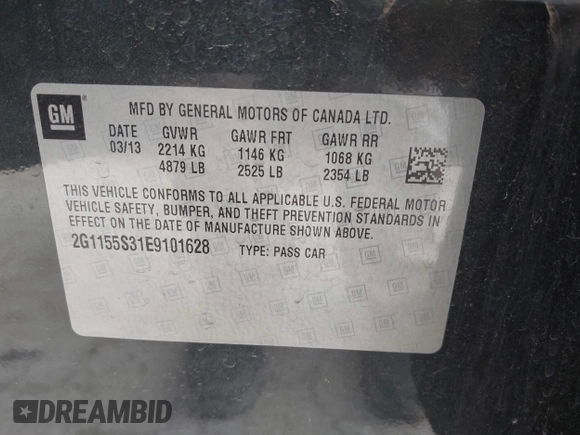 GM
MFD BY GENERAL MOTORS OF CANADA LTD.
DATE GVWR GAWR FRT GAWR RR
03/13 2214 KG 1146 KG 1068 KG
4879 LB 2525 LB 2354 LB
THIS VEHICLE CONFORMS TO ALL APPLICABLE U.S. FEDERAL MOTOR
VEHICLE SAFETY, BUMPER, AND THEFT PREVENTION STANDARDS IN
EFFECT ON THE DATE OF MANUFACTURE SHOWN ABOVE.
2G1155S31E9101628 TYPE: PASS CAR
DREAMBID